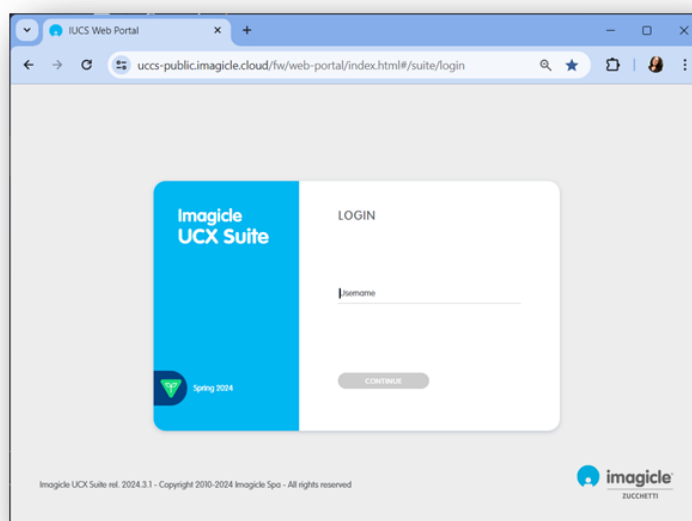 IUCS Web Portal
uccs-public.imagicle.cloud/fw/web-portal/index.html#/suite/login
Imagicle
UCX Suite
LOGIN
Username
CONTINUE
Spring 2024
Imagicle UCX Suite rel. 2024.3.1 - Copyright 2010-2024 Imagicle Spa - All rights reserved
imagicle
ZUCCHETTI